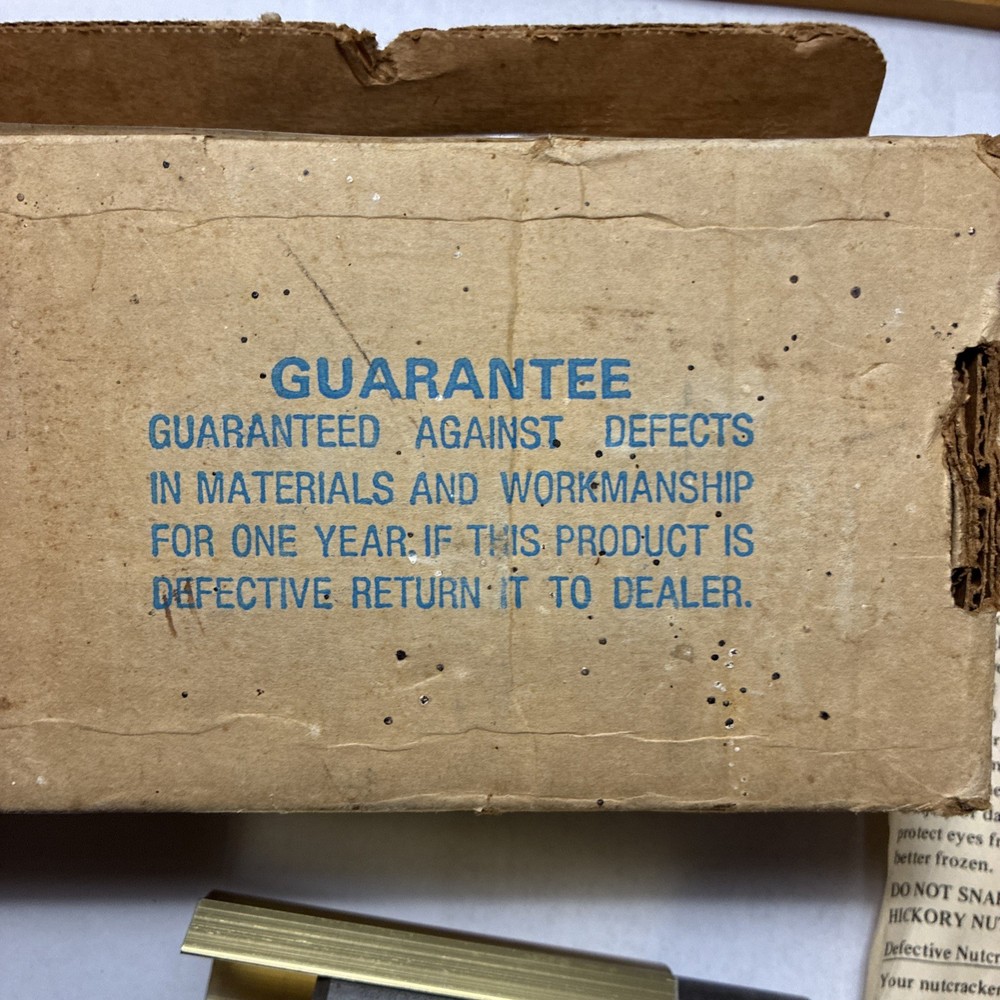 GUARANTEE
GUARANTEED AGAINST DEFECTS
IN MATERIALS AND WORKMANSHIP
FOR ONE YEAR. IF THIS PRODUCT IS
DEFECTIVE RETURN IT TO DEALER.
protect eyes
better frozen.
DO NOT
HICKORY
Defective
Your nutcracker